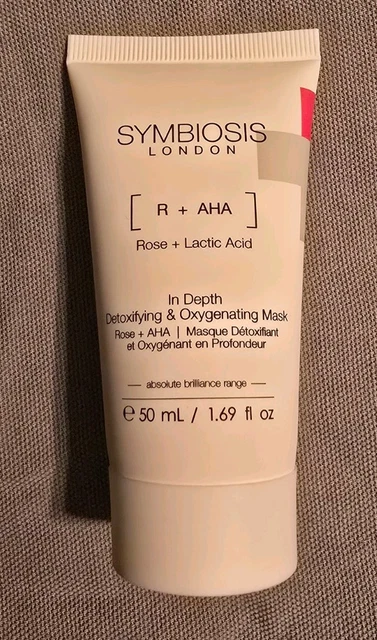 SYMBIOSIS
LONDON
[ R + AHA ]
Rose + Lactic Acid
In Depth
Detoxifying & Oxygenating Mask
Rose + AHA | Masque Détoxifiant
et Oxygénant en Profondeur
absolute brilliance range
℮ 50 mL / 1.69 fl oz